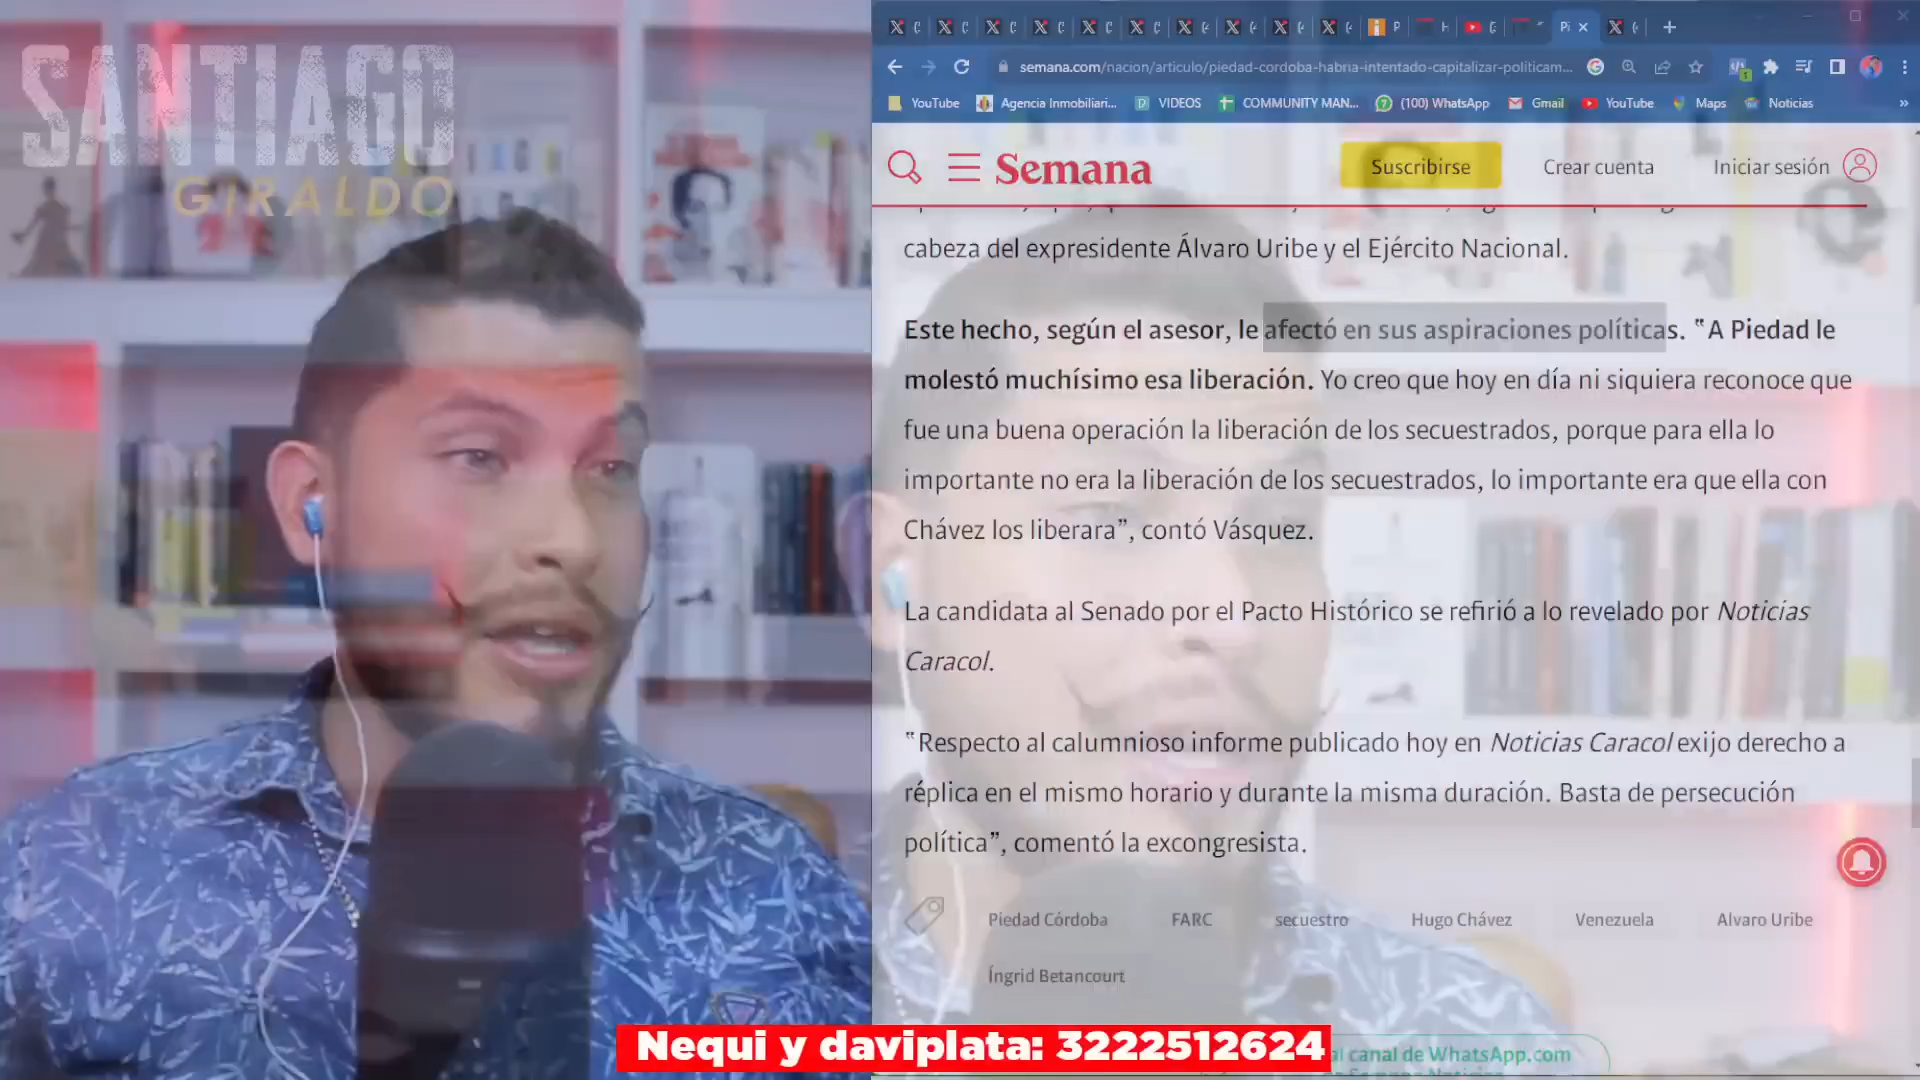 SANTIAGO
GIRALDO
Pi
semana.com/nacion/articulo/piedad-cordoba-habria-intentado-capitalizar-politicam...
YouTube Agencia Inmobiliari... VIDEOS COMMUNITY MAN... (100) WhatsApp Gmail YouTube Maps Noticias »
Semana Suscribirse Crear cuenta Iniciar sesión
cabeza del expresidente Álvaro Uribe y el Ejército Nacional.
Este hecho, según el asesor, le afectó en sus aspiraciones políticas. “A Piedad le
molestó muchísimo esa liberación. Yo creo que hoy en día ni siquiera reconoce que
fue una buena operación la liberación de los secuestrados, porque para ella lo
importante no era la liberación de los secuestrados, lo importante era que ella con
Chávez los liberara”, contó Vásquez.
La candidata al Senado por el Pacto Histórico se refirió a lo revelado por Noticias
Caracol.
“Respecto al calumnioso informe publicado hoy en Noticias Caracol exijo derecho a
réplica en el mismo horario y durante la misma duración. Basta de persecución
política”, comentó la excongresista.
Piedad Córdoba FARC secuestro Hugo Chávez Venezuela Alvaro Uribe
Íngrid Betancourt
Nequi y daviplata: 3222512624
al canal de WhatsApp.com